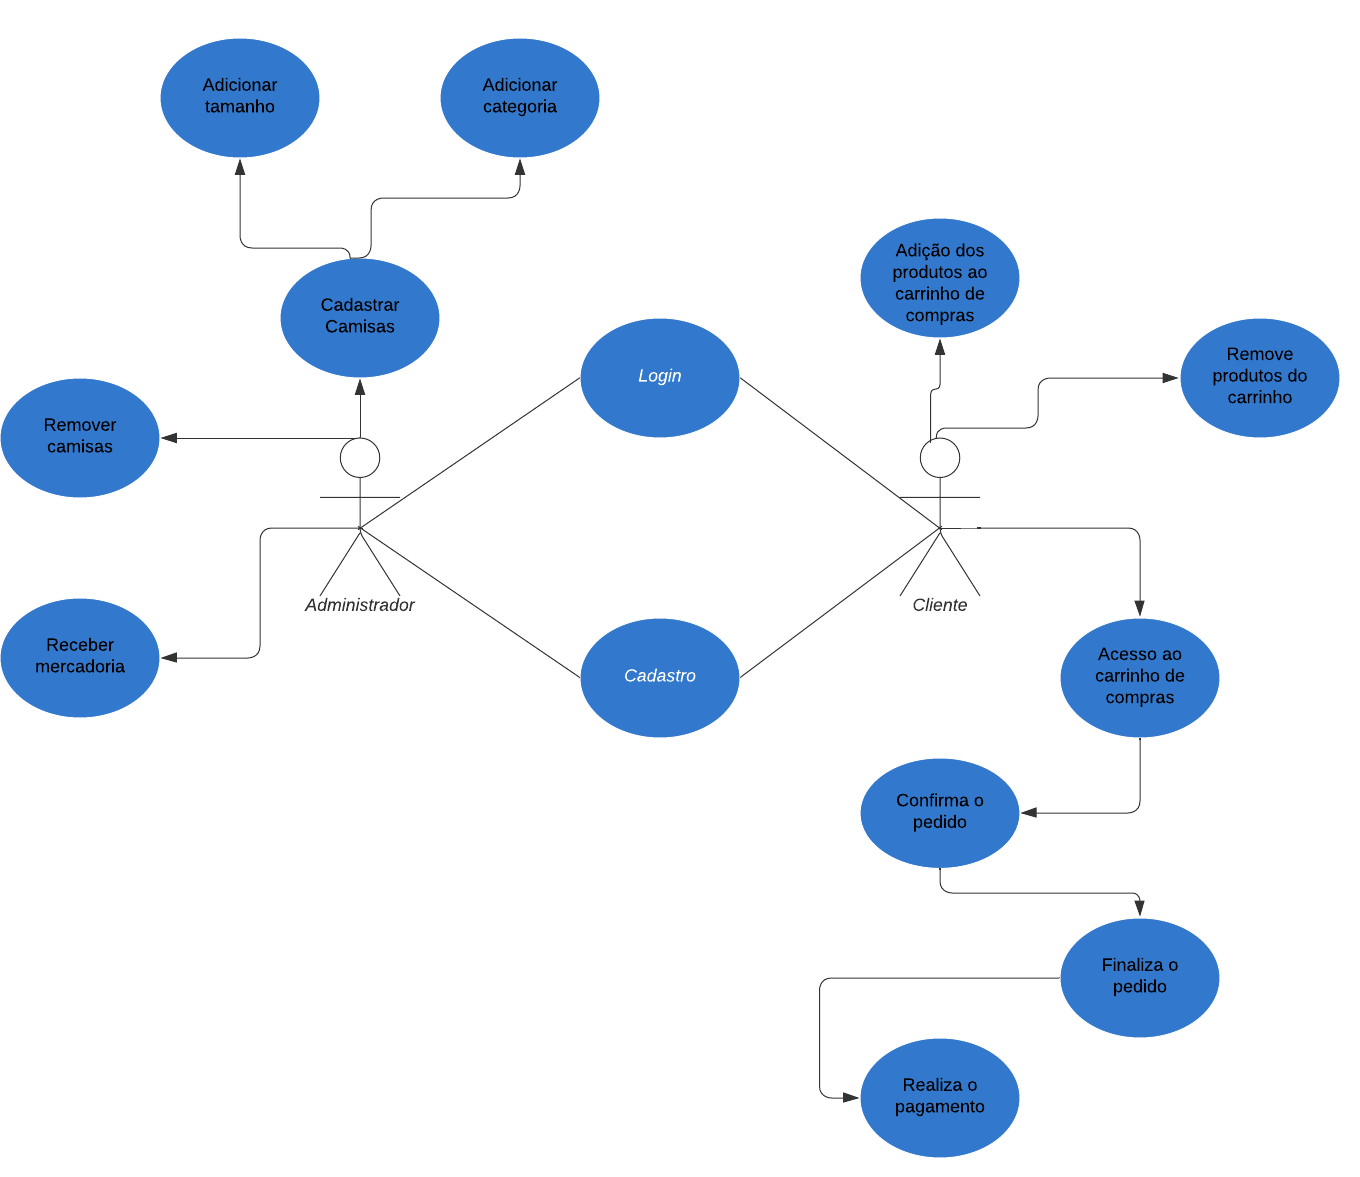 Adicionar
tamanho
Adicionar
categoria
Adição dos
produtos ao
carrinho de
compras
Cadastrar
Camisas
Login
Remove
produtos do
carrinho
Remover
camisas
Administrador
Cliente
Receber
mercadoria
Cadastro
Acesso ao
carrinho de
compras
Confirma o
pedido
Finaliza o
pedido
Realiza o
pagamento